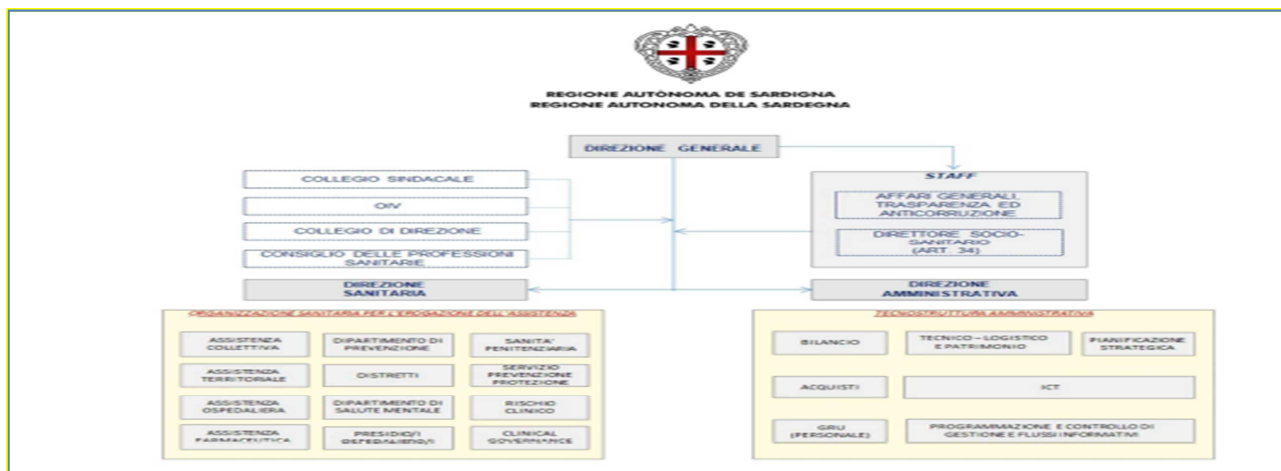 REGIONE AUTÒNOMA DE SARDIGNA
REGIONE AUTONOMA DELLA SARDEGNA
DIREZIONE GENERALE
COLLEGIO SINDACALE
OIV
COLLEGIO DI DIREZIONE
CONSIGLIO DELLE PROFESSIONI
SANITARIE
STAFF
AFFARI GENERALI,
TRASPARENZA ED
ANTICORRUZIONE
DIRETTORE SOCIO-
SANITARIO
(ART. 34)
DIREZIONE
SANITARIA
DIREZIONE
AMMINISTRATIVA
ORGANIZZAZIONE SANITARIA PER L'EROGAZIONE DELL'ASSISTENZA
ASSISTENZA
COLLETTIVA
DIPARTIMENTO DI
PREVENZIONE
SANITA'
PENITENZIARIA
ASSISTENZA
TERRITORIALE
DISTRETTI
SERVIZIO
PREVENZIONE
PROTEZIONE
ASSISTENZA
OSPEDALIERA
DIPARTIMENTO DI
SALUTE MENTALE
RISCHIO
CLINICO
ASSISTENZA
FARMACEUTICA
PRESIDIO/I
OSPEDALIERO/I
CLINICAL
GOVERNANCE
TECNOSTRUTTURA AMMINISTRATIVA
BILANCIO
TECNICO – LOGISTICO
E PATRIMONIO
PIANIFICAZIONE
STRATEGICA
ACQUISTI
ICT
GRU
(PERSONALE)
PROGRAMMAZIONE E CONTROLLO DI
GESTIONE E FLUSSI INFORMATIVI